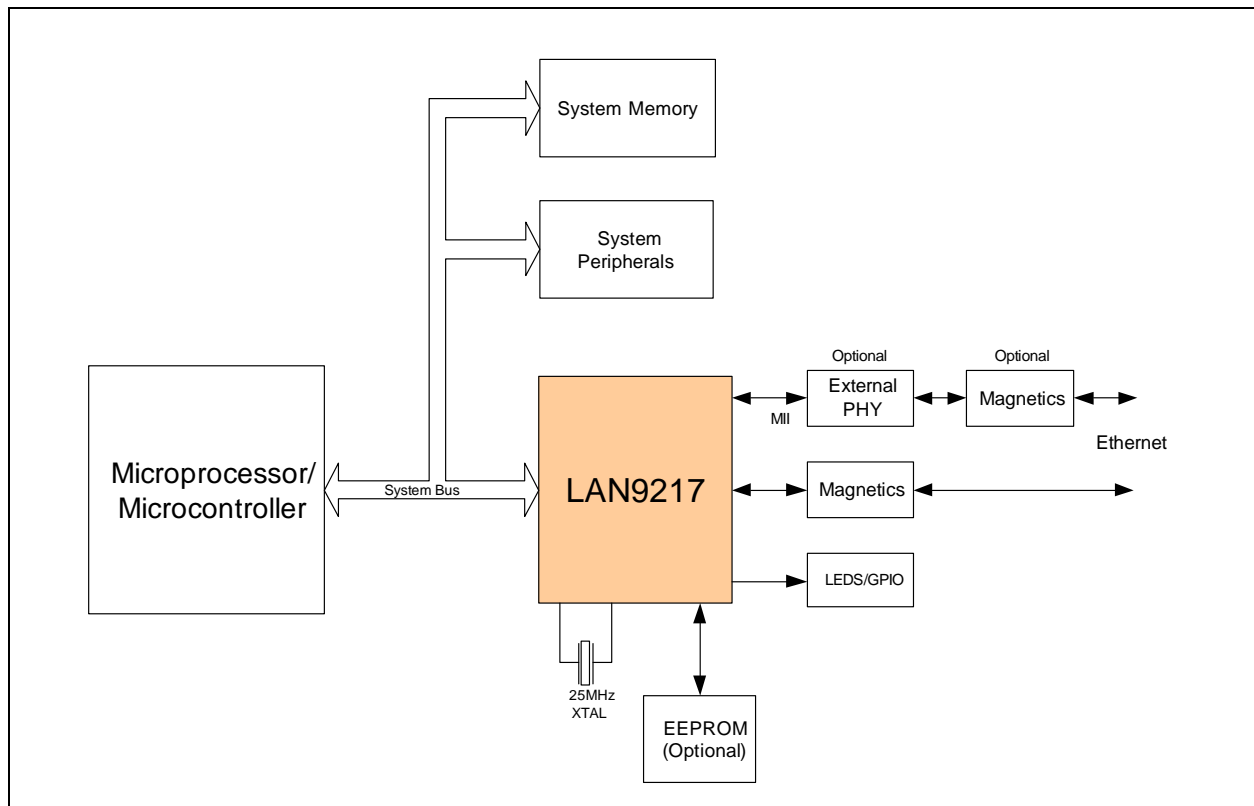 System Memory
System
Peripherals
Optional
Optional
External
PHY
Magnetics
MII
Ethernet
Microprocessor/
Microcontroller
System Bus
LAN9217
Magnetics
LEDS/GPIO
25MHz
XTAL
EEPROM
(Optional)